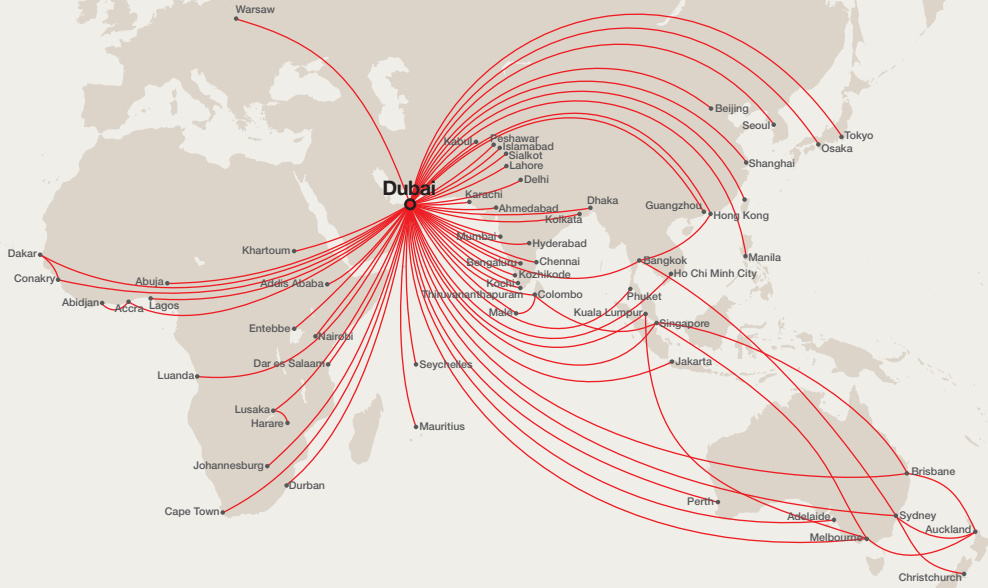 Warsaw
Beijing
Seoul
Tokyo
Osaka
Kabul
Peshawar
Islamabad
Sialkot
Lahore
Shanghai
Delhi
Dubai
Karachi
Ahmedabad
Dhaka
Kolkata
Guangzhou
Hong Kong
Mumbai
Hyderabad
Khartoum
Dakar
Bengaluru
Chennai
Bangkok
Manila
Conakry
Abuja
Addis Ababa
Kozhikode
Ho Chi Minh City
Kochi
Thiruvananthapuram
Colombo
Phuket
Abidjan
Accra
Lagos
Male
Kuala Lumpur
Singapore
Entebbe
Nairobi
Dar es Salaam
Seychelles
Jakarta
Luanda
Lusaka
Harare
Mauritius
Johannesburg
Brisbane
Durban
Perth
Cape Town
Adelaide
Sydney
Auckland
Melbourne
Christchurch